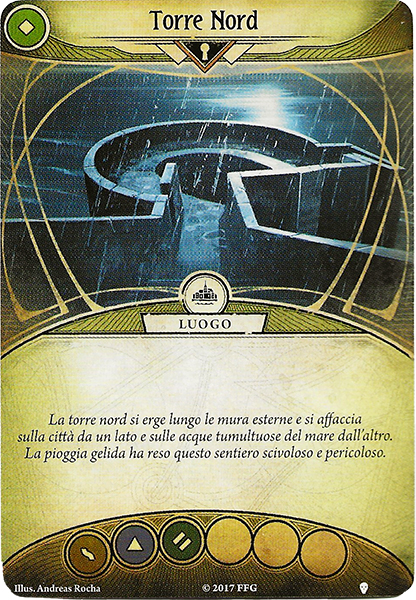 Torre Nord
LUOGO
La torre nord si erge lungo le mura esterne e si affaccia
sulla città da un lato e sulle acque tumultuose del mare dall'altro.
La pioggia gelida ha reso questo sentiero scivoloso e pericoloso.
Illus. Andreas Rocha
© 2017 FFG